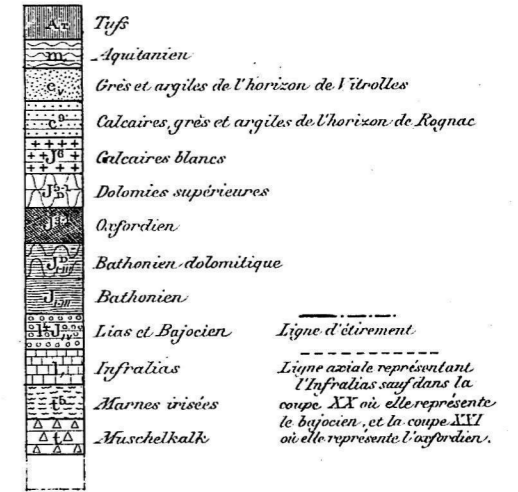 Tufs
m Aquitanien
Grès et argiles de l'horizon de Vitrolles
Calcaires, grès et argiles de l'horizon de Rognac
Calcaires blancs
Dolomies supérieures
Oxfordien
Bathonien dolomitique
Bathonien
Lias et Bajocien
Infralias
Marnes irisées
Muschelkalk
Ligne d'étirement
Ligne axiale représentant
l'Infralias sauf dans la
coupe XX où elle représente
le bajocien, et la coupe XXI
où elle représente l'oxfordien.